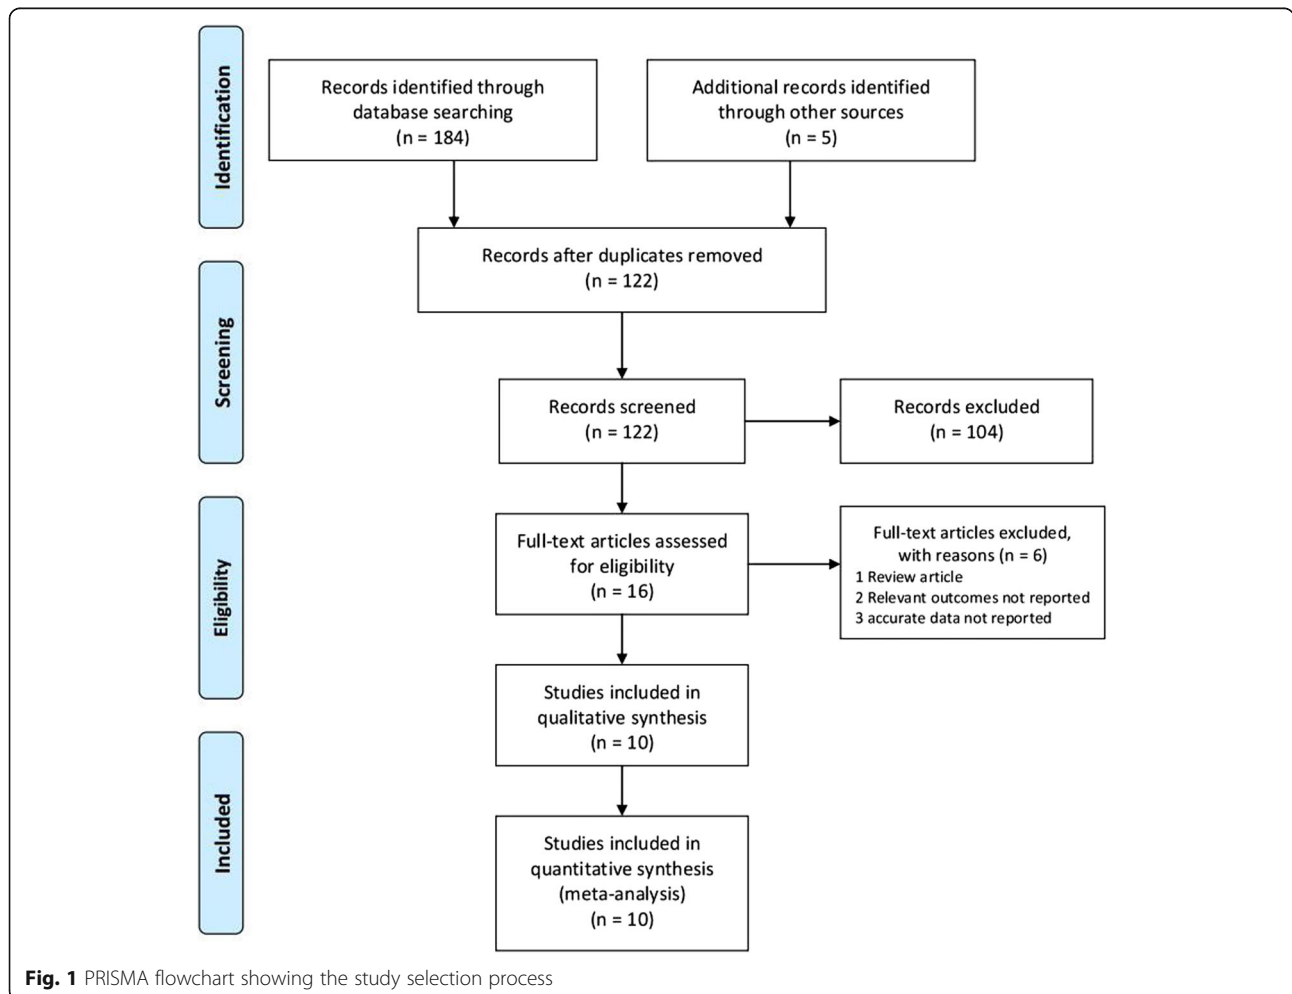 Identification
Records identified through
database searching
(n = 184)
Additional records identified
through other sources
(n = 5)
Records after duplicates removed
(n = 122)
Screening
Records screened
(n = 122)
Records excluded
(n = 104)
Eligibility
Full-text articles assessed
for eligibility
(n = 16)
Full-text articles excluded,
with reasons (n = 6)
1 Review article
2 Relevant outcomes not reported
3 accurate data not reported
Studies included in
qualitative synthesis
(n = 10)
Included
Studies included in
quantitative synthesis
(meta-analysis)
(n = 10)
Fig. 1 PRISMA flowchart showing the study selection process